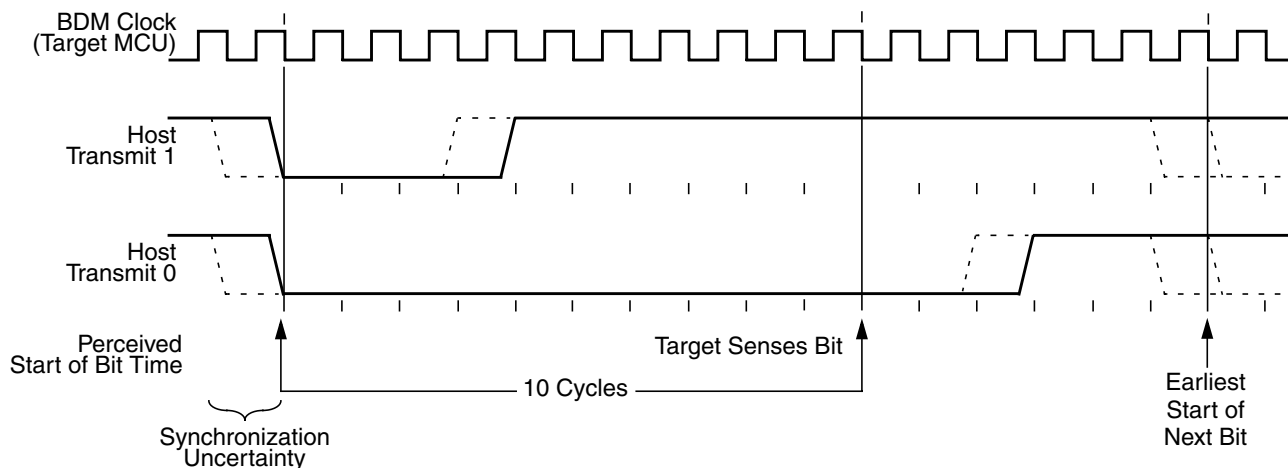 BDM Clock
(Target MCU)
Host
Transmit 1
Host
Transmit 0
Perceived
Start of Bit Time
Target Senses Bit
10 Cycles
Earliest
Start of
Next Bit
Synchronization
Uncertainty